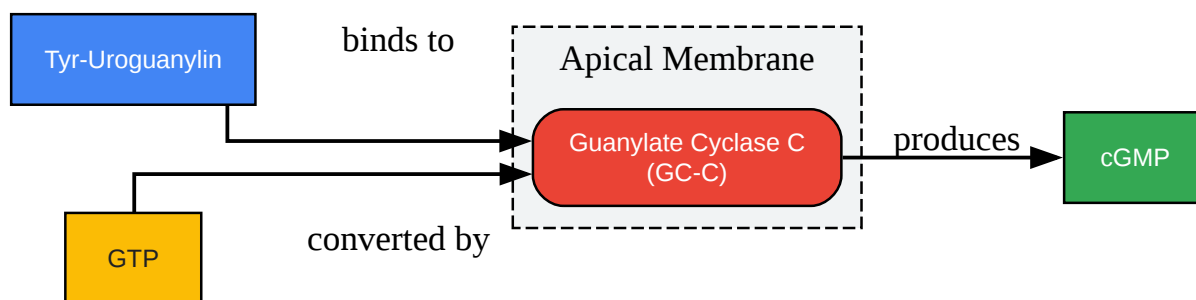 Tyr-Uroguanylin
binds to
Apical Membrane
Guanylate Cyclase C
(GC-C)
produces
cGMP
converted by
GTP